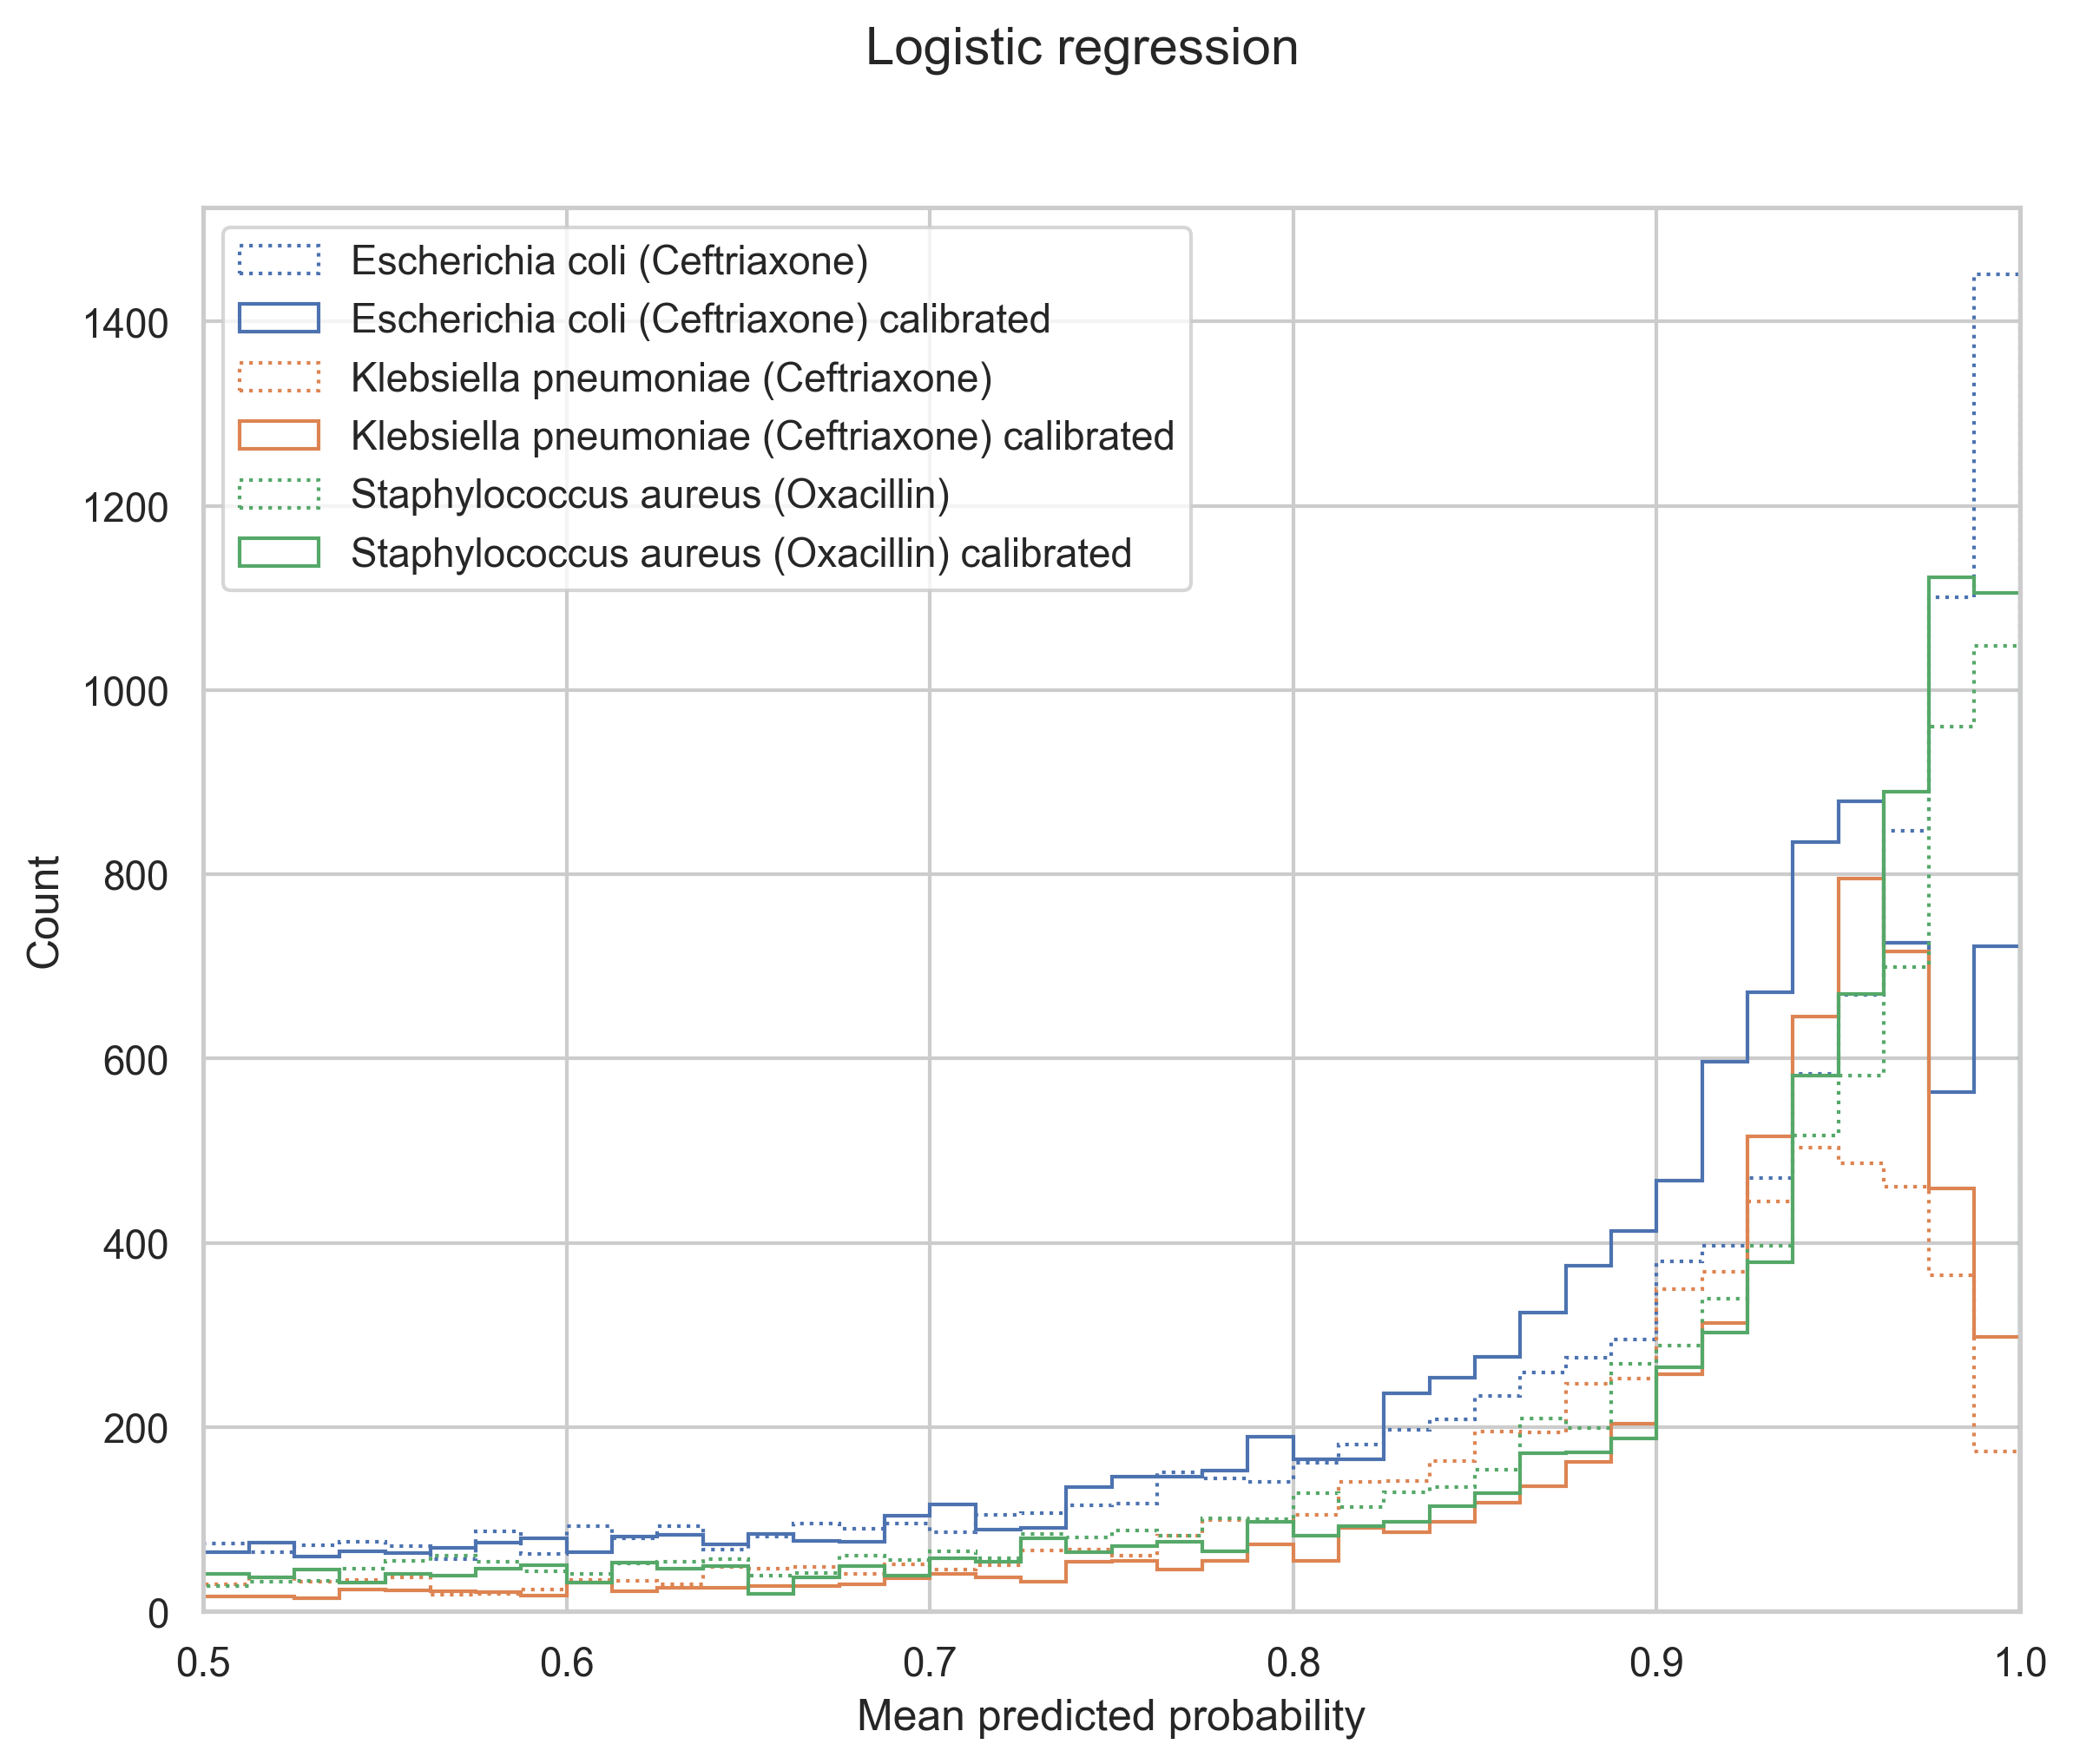 Logistic regression
Escherichia coli (Ceftriaxone)
Escherichia coli (Ceftriaxone) calibrated
Klebsiella pneumoniae (Ceftriaxone)
Klebsiella pneumoniae (Ceftriaxone) calibrated
Staphylococcus aureus (Oxacillin)
Staphylococcus aureus (Oxacillin) calibrated
1400
1200
1000
800
600
400
200
0
Count
0.5 0.6 0.7 0.8 0.9 1.0
Mean predicted probability